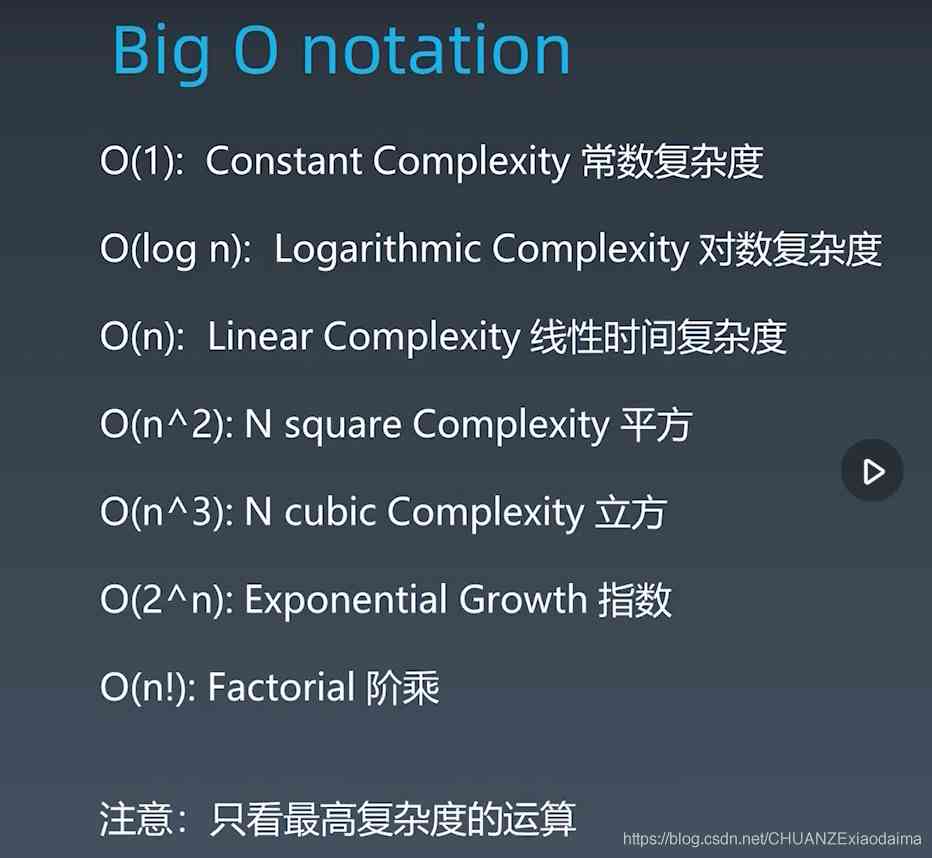 Big O notation
O(1): Constant Complexity 常数复杂度
O(log n): Logarithmic Complexity 对数复杂度
O(n): Linear Complexity 线性时间复杂度
O(n^2): N square Complexity 平方
O(n^3): N cubic Complexity 立方
O(2^n): Exponential Growth 指数
O(n!): Factorial 阶乘
注意：只看最高复杂度的运算
https://blog.csdn.net/CHUANZExiaodaima